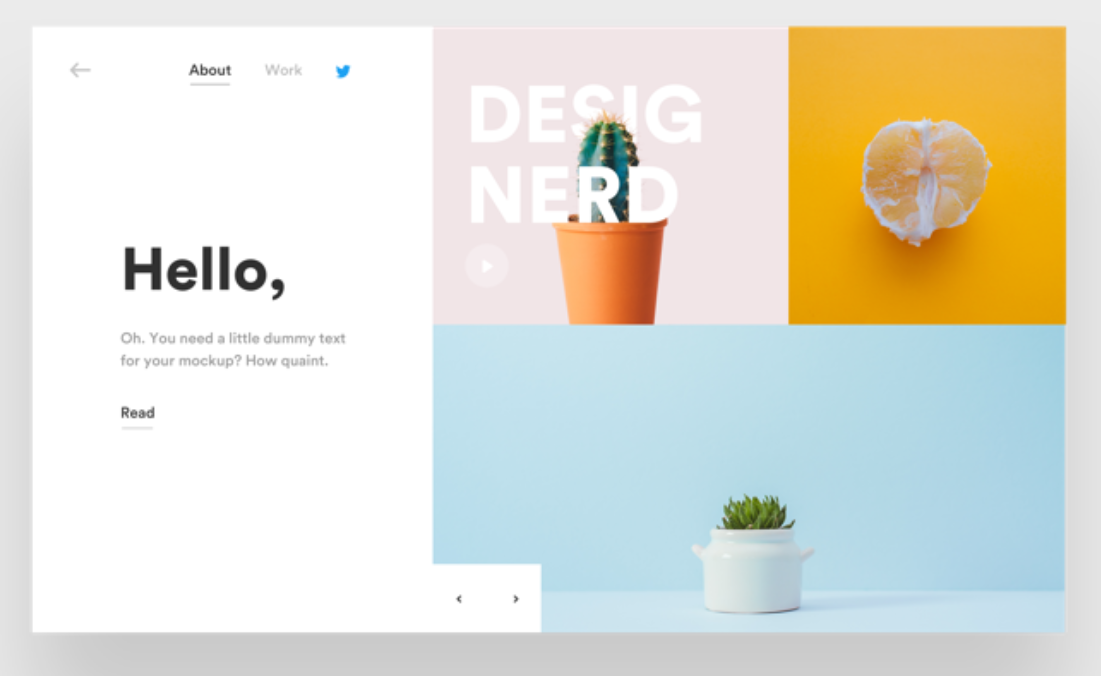 About Work
Hello,
Oh. You need a little dummy text
for your mockup? How quaint.
Read
DESIG
NERD